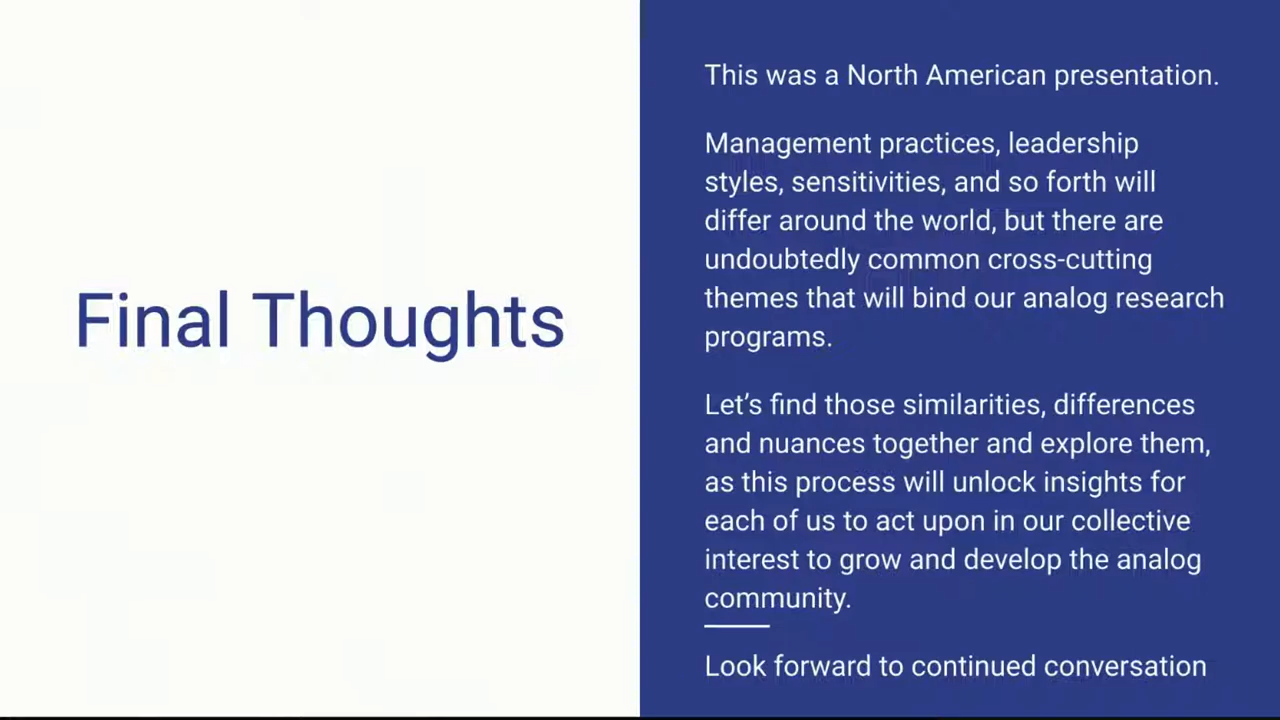 Final Thoughts
This was a North American presentation.
Management practices, leadership
styles, sensitivities, and so forth will
differ around the world, but there are
undoubtedly common cross-cutting
themes that will bind our analog research
programs.
Let’s find those similarities, differences
and nuances together and explore them,
as this process will unlock insights for
each of us to act upon in our collective
interest to grow and develop the analog
community.
Look forward to continued conversation